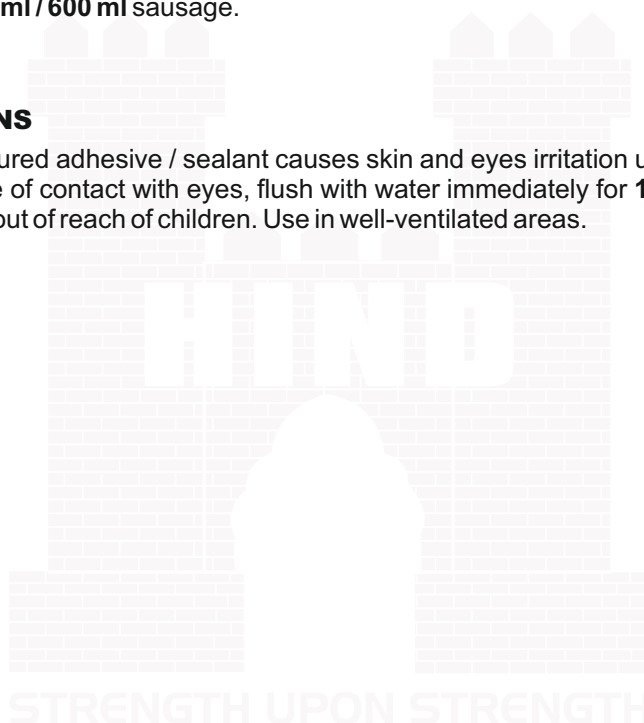 ml / 600 ml sausage.
NS
ured adhesive / sealant causes skin and eyes irritation u
e of contact with eyes, flush with water immediately for 1
out of reach of children. Use in well-ventilated areas.
HIND
STRENGTH UPON STRENGTH